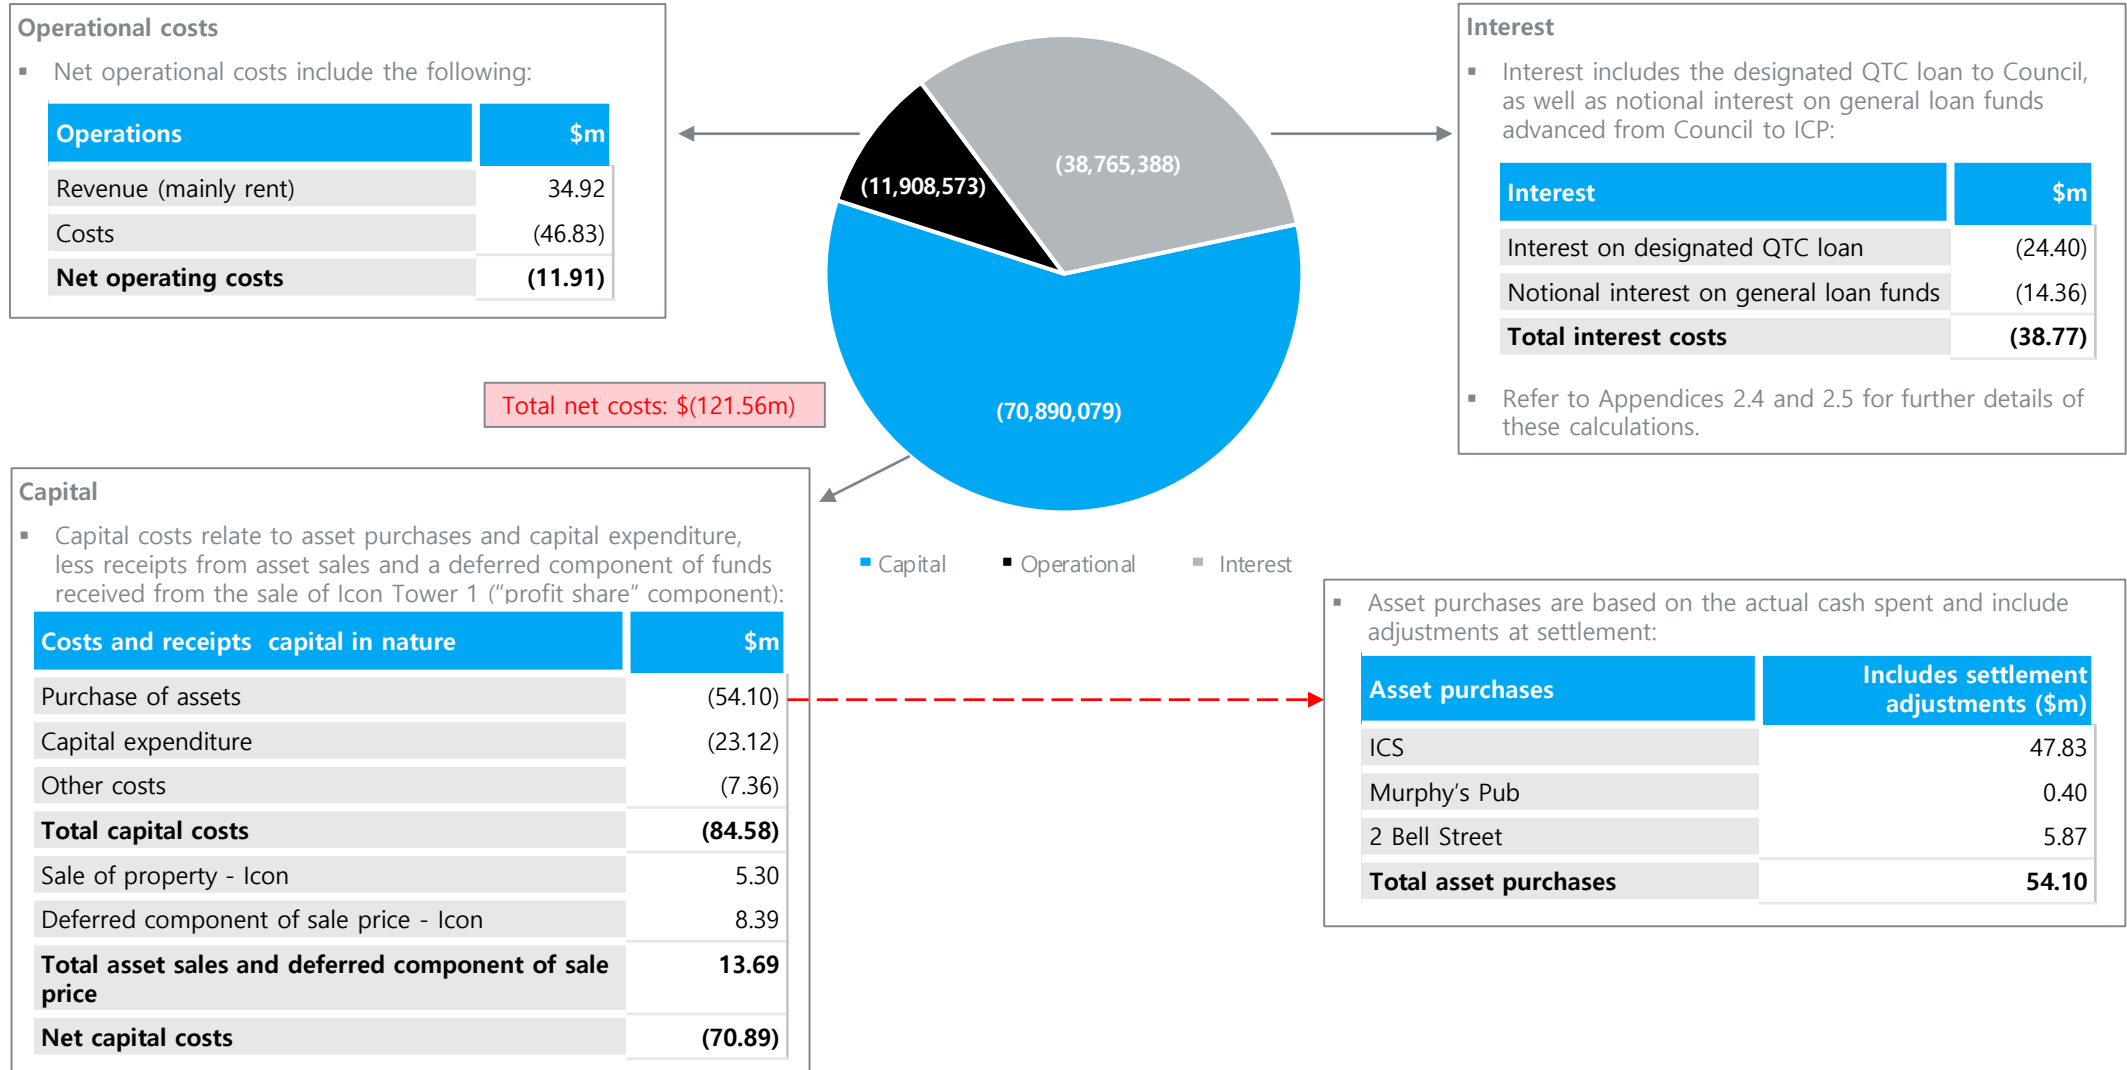 Operational costs
▪ Net operational costs include the following:
Operations $m
Revenue (mainly rent) 34.92
Costs (46.83)
Net operating costs (11.91)
(38,765,388)
(11,908,573)
(70,890,079)
▪ Capital ▪ Operational ▪ Interest
Total net costs: $(121.56m)
Interest
▪ Interest includes the designated QTC loan to Council,
as well as notional interest on general loan funds
advanced from Council to ICP:
Interest $m
Interest on designated QTC loan (24.40)
Notional interest on general loan funds (14.36)
Total interest costs (38.77)
▪ Refer to Appendices 2.4 and 2.5 for further details of
these calculations.
Capital
▪ Capital costs relate to asset purchases and capital expenditure,
less receipts from asset sales and a deferred component of funds
received from the sale of Icon Tower 1 (“profit share” component):
Costs and receipts capital in nature $m
Purchase of assets (54.10)
Capital expenditure (23.12)
Other costs (7.36)
Total capital costs (84.58)
Sale of property - Icon 5.30
Deferred component of sale price - Icon 8.39
Total asset sales and deferred component of sale 13.69
price
Net capital costs (70.89)
▪ Asset purchases are based on the actual cash spent and include
adjustments at settlement:
Includes settlement
Asset purchases adjustments ($m)
ICS 47.83
Murphy’s Pub 0.40
2 Bell Street 5.87
Total asset purchases 54.10